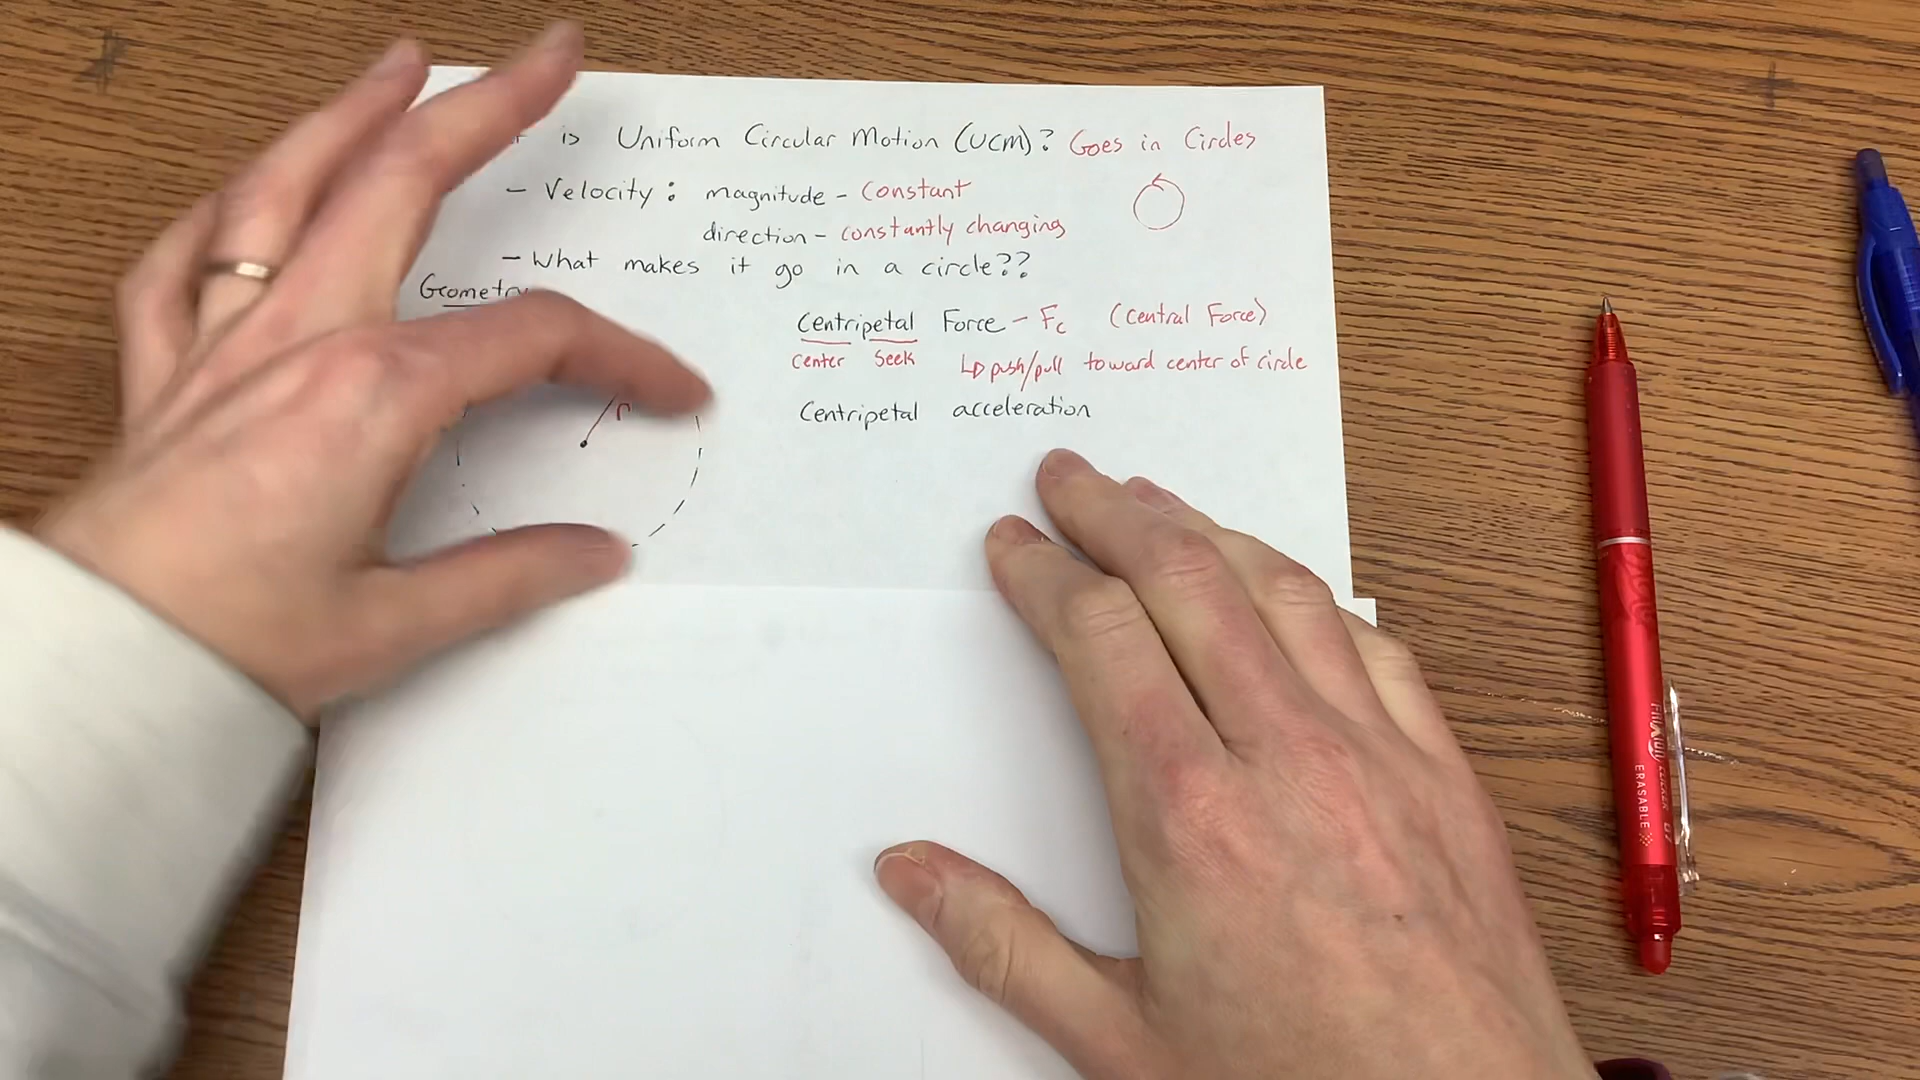 is Uniform Circular Motion (UCM)? Goes in Circles
- Velocity: magnitude - Constant
direction - constantly changing
- What makes it go in a circle??
Geometry
Centripetal Force - Fc (Central Force)
center seek ↳ push/pull toward center of circle
r
Centripetal acceleration
ERASABLE